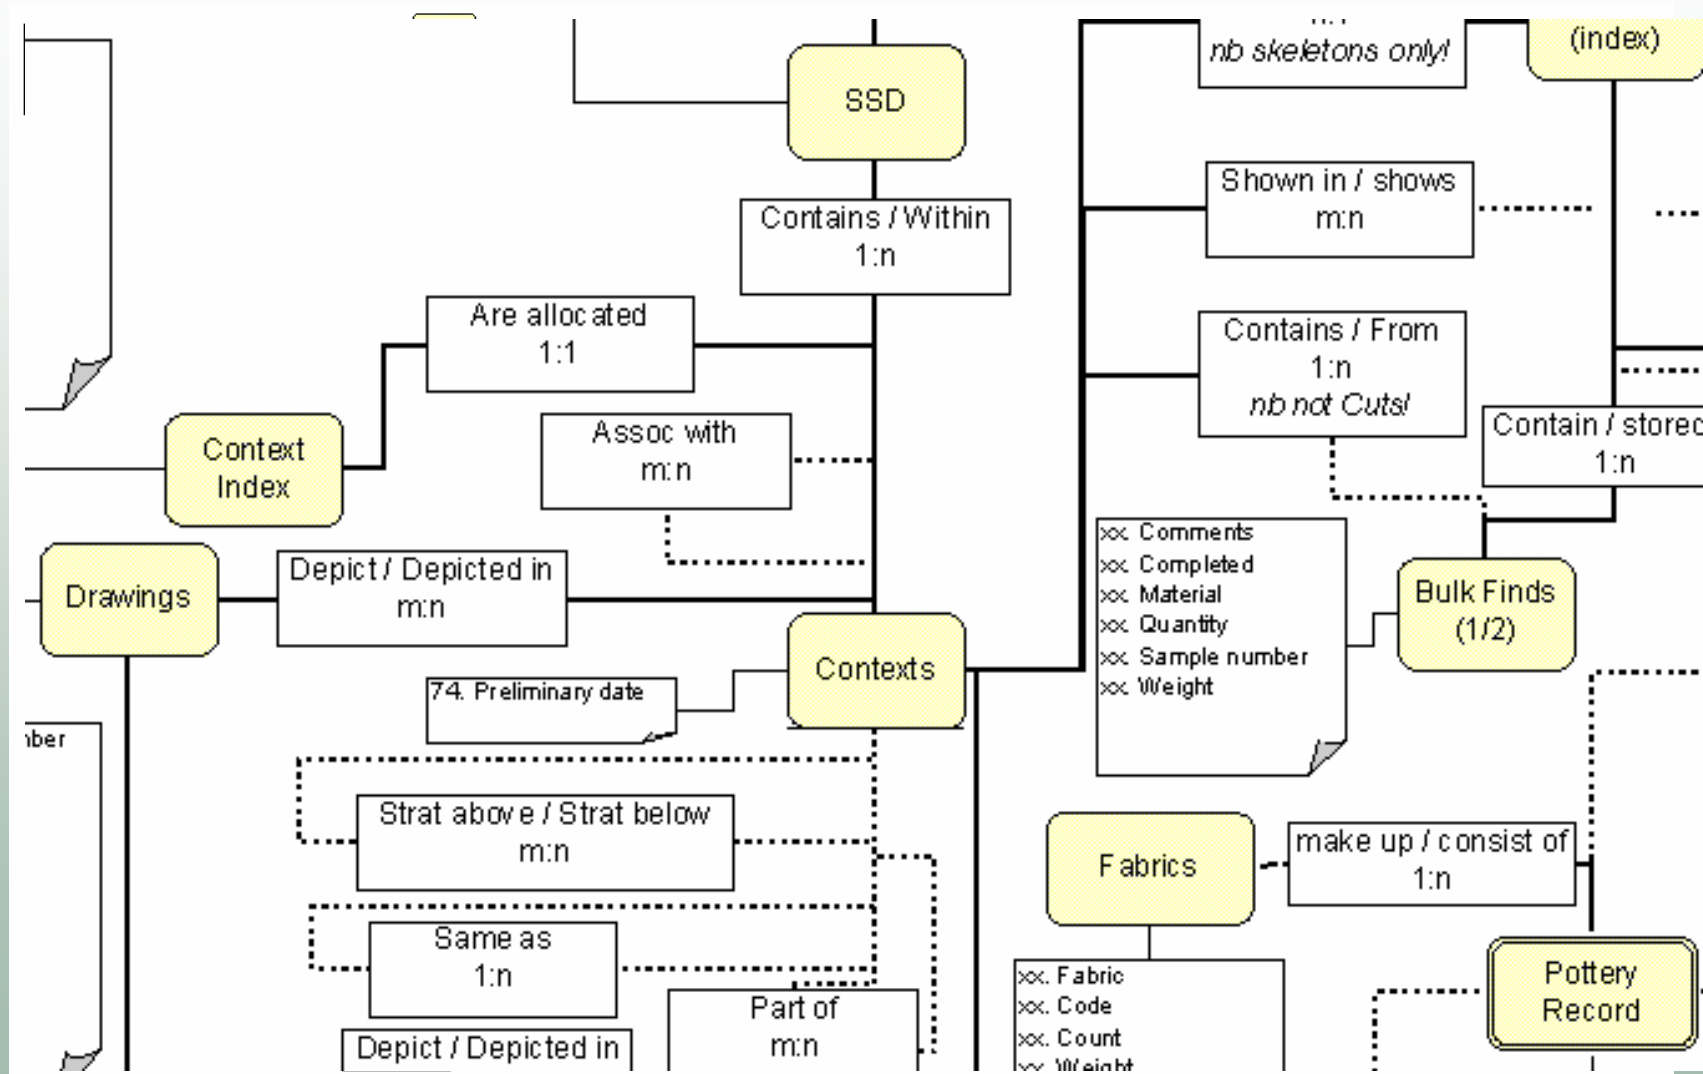 nb skeletons only!
(index)
SSD
Shown in / shows
m:n
Contains / Within
1:n
Are allocated
1:1
Contains / From
1:n
nb not Cuts!
Assoc with
m:n
Contain / stored
1:n
Context
Index
xx. Comments
xx. Completed
xx. Material
xx. Quantity
xx. Sample number
xx. Weight
Drawings
Depict / Depicted in
m:n
Bulk Finds
(1/2)
Contexts
74. Preliminary date
nber
Strat above / Strat below
m:n
Fabrics
make up / consist of
1:n
Same as
1:n
Pottery
Record
xx. Fabric
xx. Code
xx. Count
xx. Weight
Part of
m:n
Depict / Depicted in